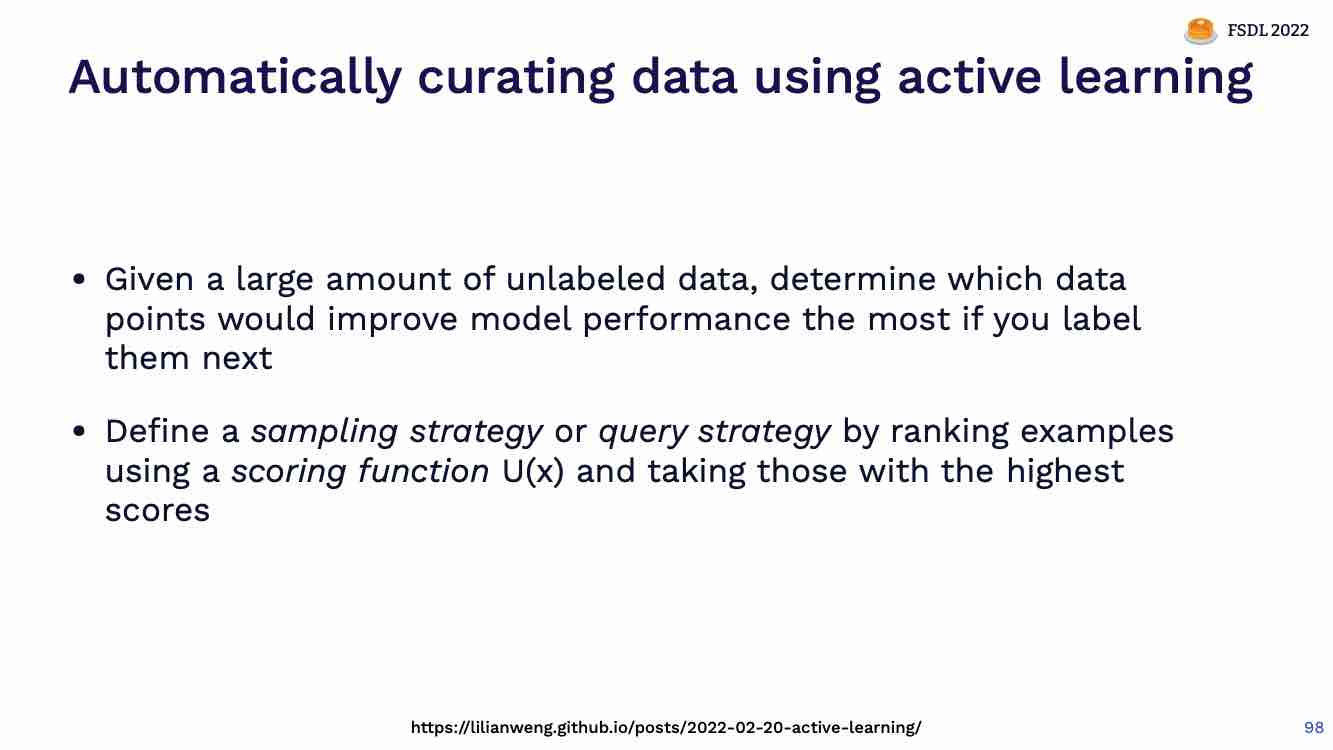 FSDL 2022
Automatically curating data using active learning
• Given a large amount of unlabeled data, determine which data
points would improve model performance the most if you label
them next
• Define a sampling strategy or query strategy by ranking examples
using a scoring function U(x) and taking those with the highest
scores
https://lilianweng.github.io/posts/2022-02-20-active-learning/
98